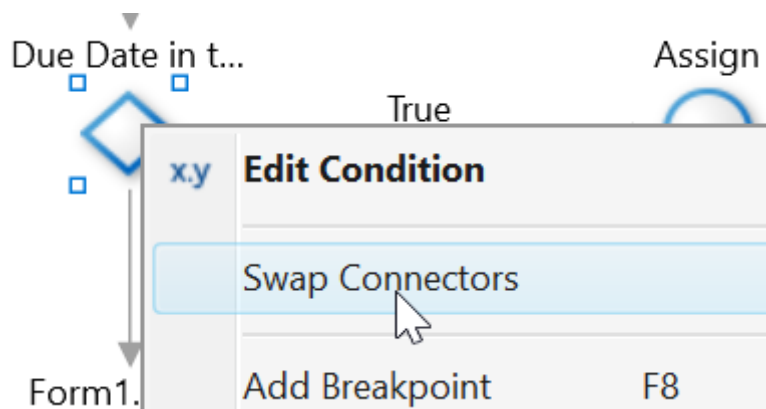 Due Date in t...
Assign
True
x.y Edit Condition
Swap Connectors
Form1.
Add Breakpoint F8